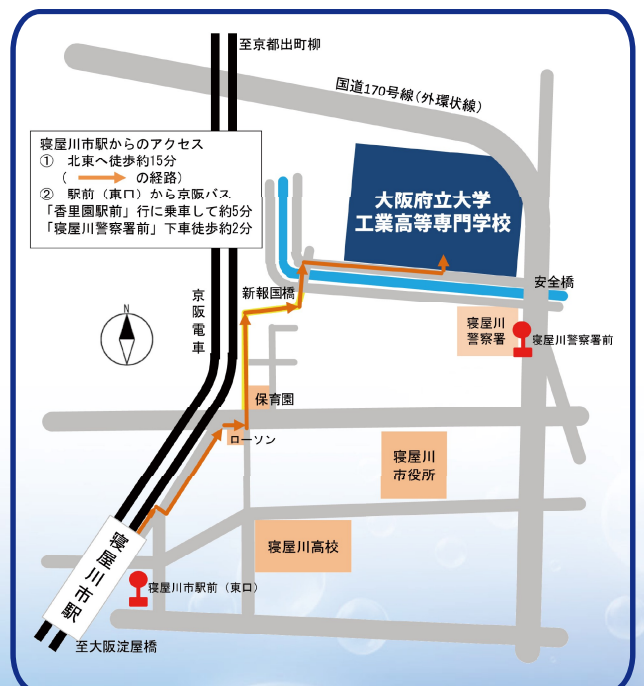 至京都出町柳
国道170号線(外環状線)
寝屋川市駅からのアクセス
① 北東へ徒歩約15分
( の経路)
② 駅前（東口）から京阪バス
「香里園駅前」行に乗車して約5分
「寝屋川警察署前」下車徒歩約2分
大阪府立大学
工業高等専門学校
安全橋
新報国橋
京阪電車
N
寝屋川
警察署
寝屋川警察署前
保育園
ローソン
寝屋川
市役所
寝屋川高校
寝屋川市駅
寝屋川市駅前（東口）
至大阪淀屋橋